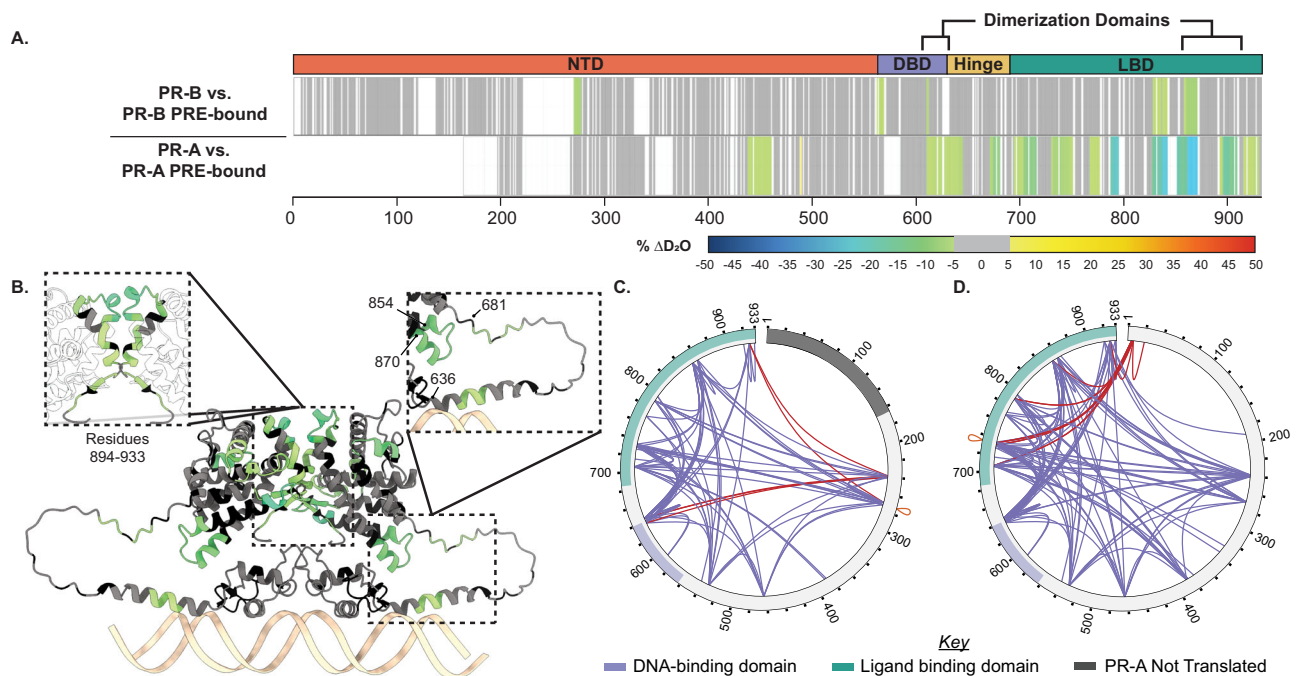 Dimerization Domains
A.
NTD DBD Hinge LBD
PR-B vs.
PR-B PRE-bound
PR-A vs.
PR-A PRE-bound
0 100 200 300 400 500 600 700 800 900
% ΔD₂O
-50 -45 -35 -30 -25 -20 -15 -10 -5 0 5 10 15 20 25 30 35 40 45 50
B.
854
681
870
636
Residues
894-933
C.
933 1 100 200 300 400 500 600 700 800 900
D.
933 1 100 200 300 400 500 600 700 800 900
Key
DNA-binding domain
Ligand binding domain
PR-A Not Translated